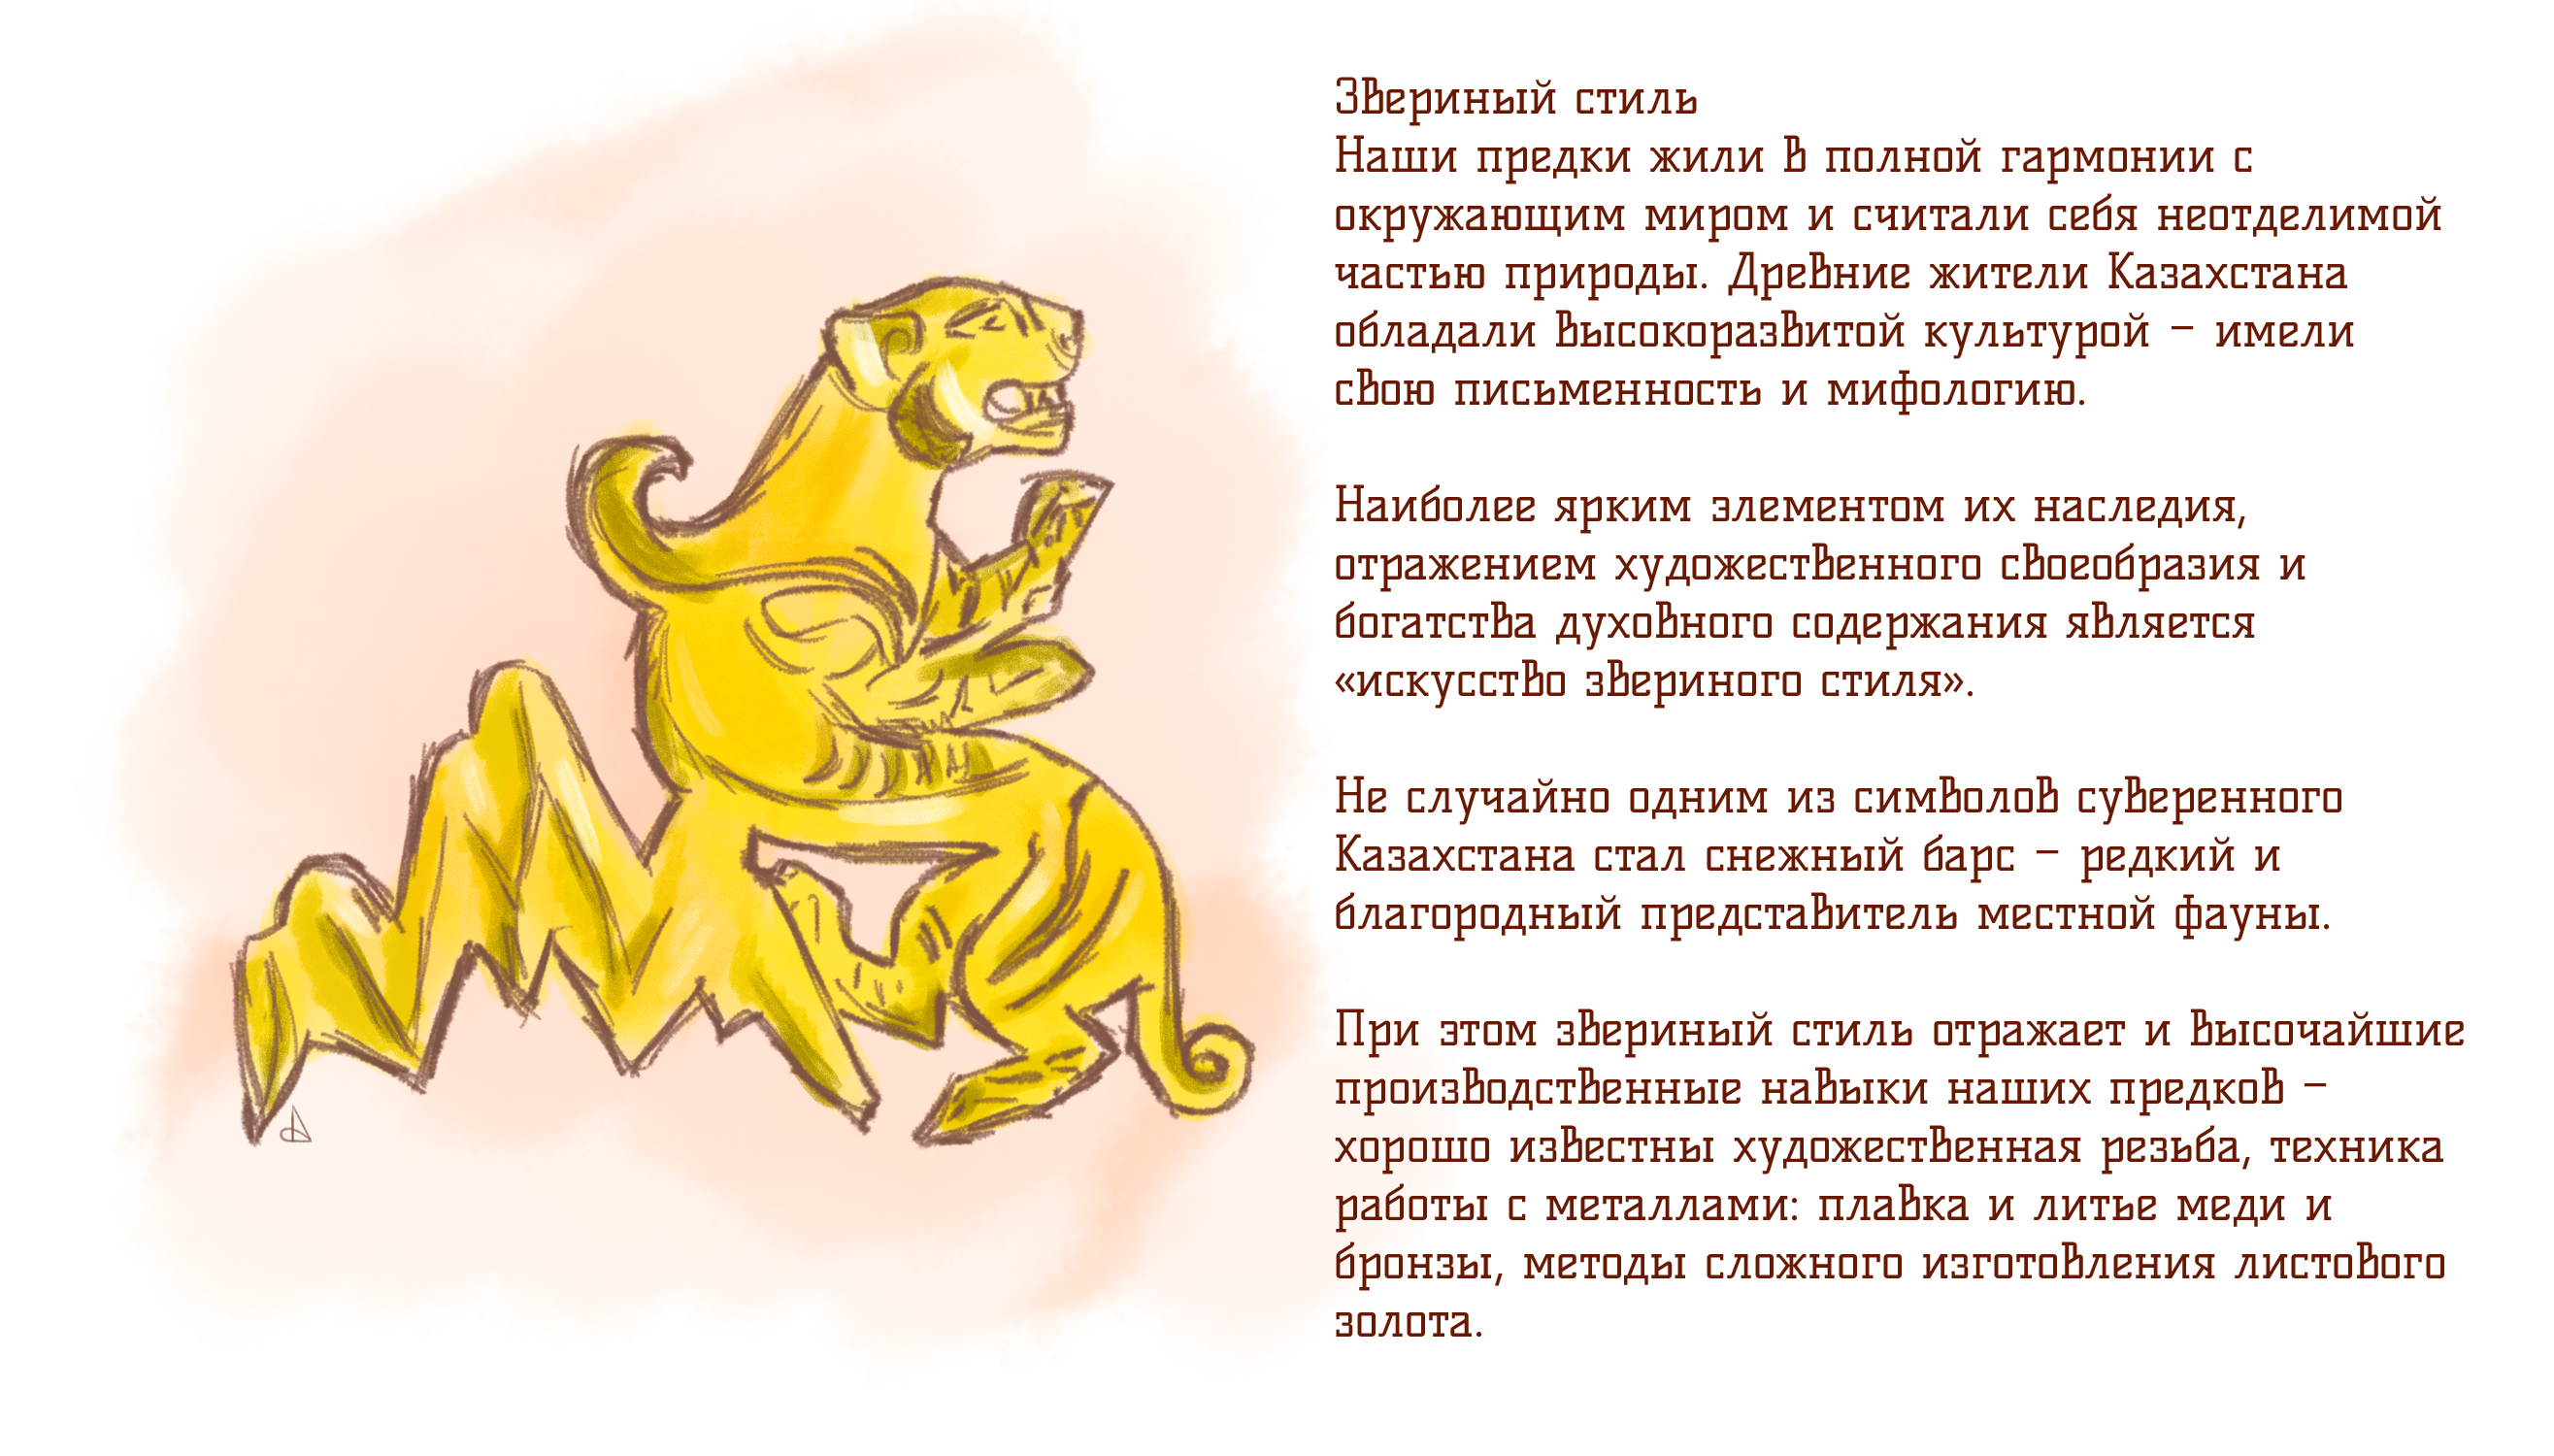 Звериный стиль
Наши предки жили в полной гармонии с
окружающим миром и считали себя неотделимой
частью природы. Древние жители Казахстана
обладали высокоразвитой культурой – имели
свою письменность и мифологию.
Наиболее ярким элементом их наследия,
отражением художественного своеобразия и
богатства духовного содержания является
«искусство звериного стиля».
Не случайно одним из символов суверенного
Казахстана стал снежный барс – редкий и
благородный представитель местной фауны.
При этом звериный стиль отражает и высочайшие
производственные навыки наших предков –
хорошо известны художественная резьба, техника
работы с металлами: плавка и литье меди и
бронзы, методы сложного изготовления листового
золота.